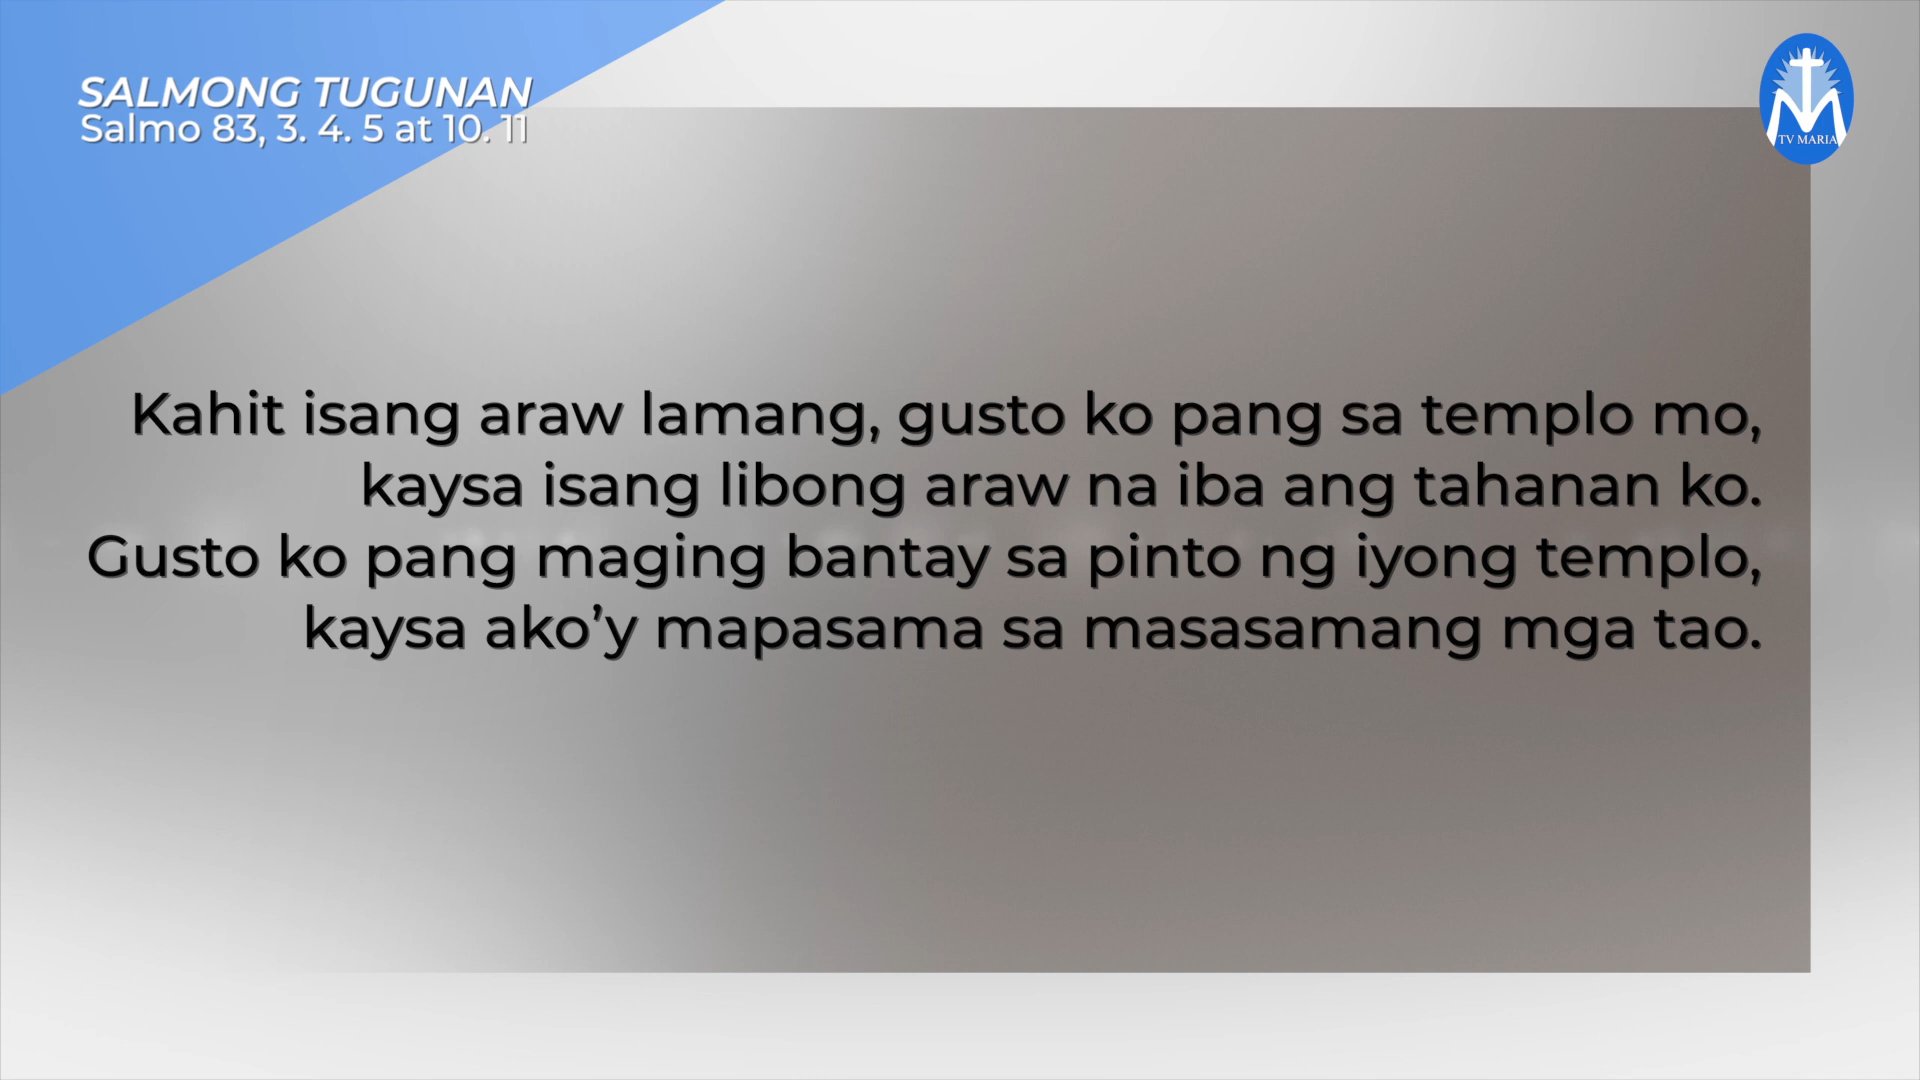 SALMONG TUGUNAN
Salmo 83, 3. 4. 5 at 10. 11
TV MARIA
Kahit isang araw lamang, gusto ko pang sa templo mo,
kaysa isang libong araw na iba ang tahanan ko.
Gusto ko pang maging bantay sa pinto ng iyong templo,
kaysa ako’y mapasama sa masasamang mga tao.